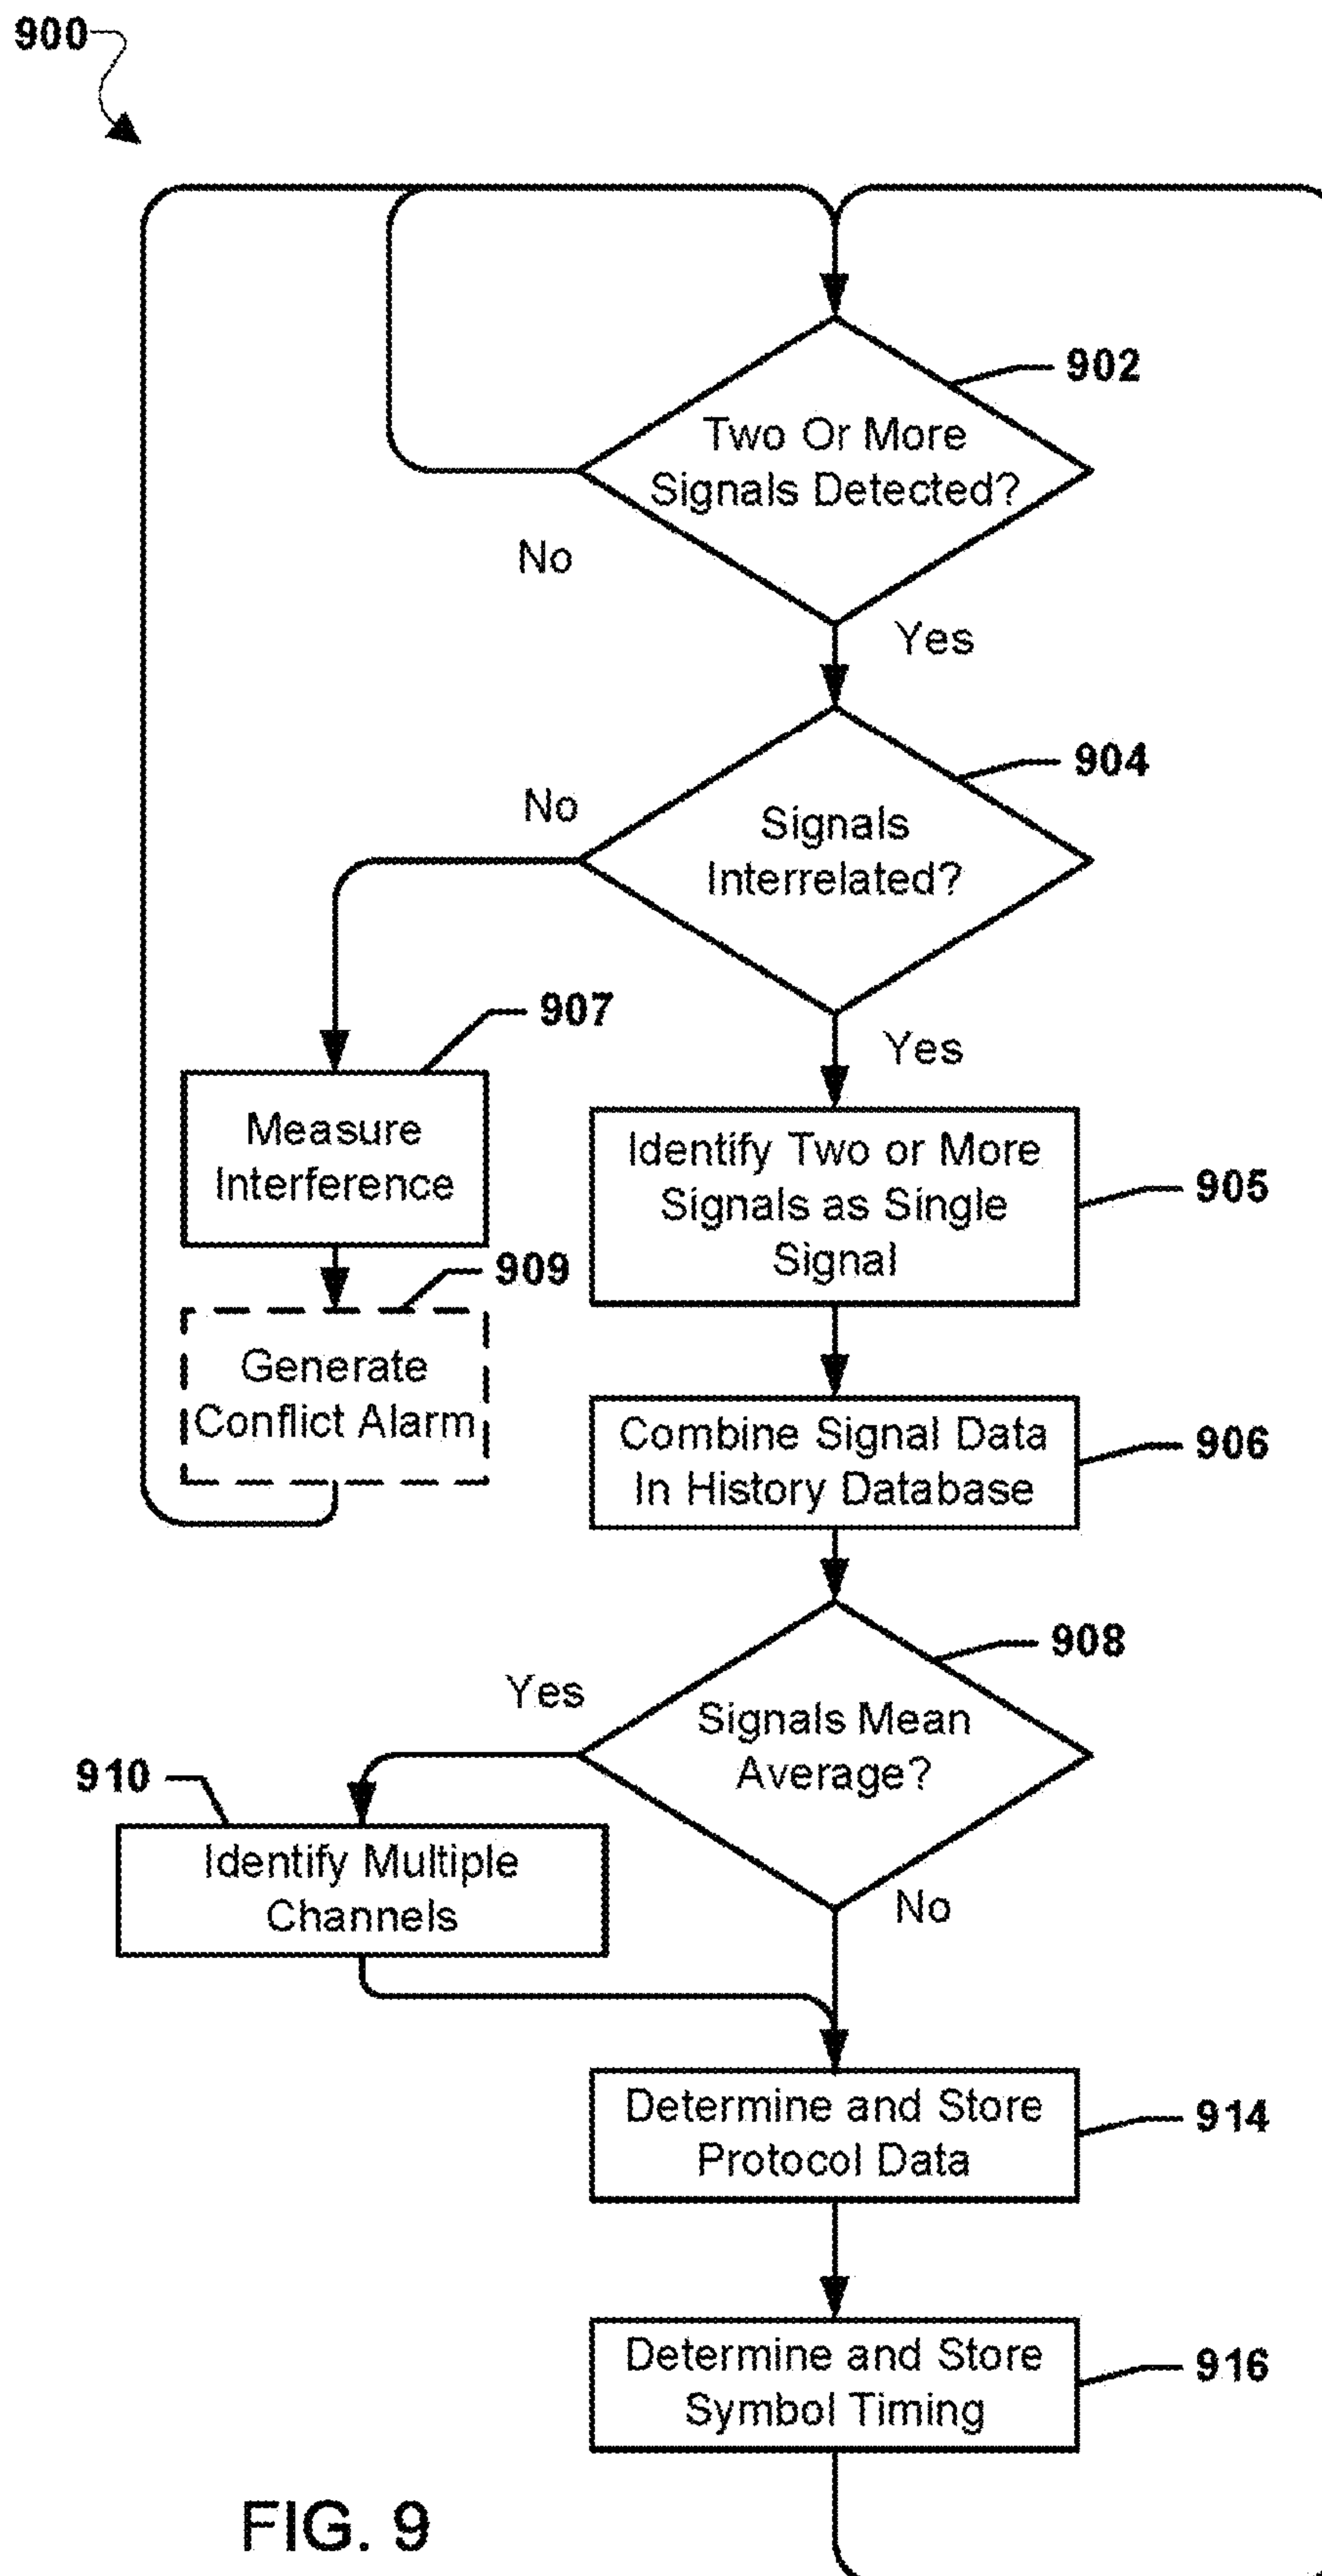 900
902
Two Or More
Signals Detected?
No
Yes
904
No
Signals
Interrelated?
Yes
907
Measure
Interference
905
Identify Two or More
Signals as Single
Signal
909
Generate
Conflict Alarm
906
Combine Signal Data
In History Database
908
Yes
Signals Mean
Average?
No
910
Identify Multiple
Channels
914
Determine and Store
Protocol Data
916
Determine and Store
Symbol Timing
FIG. 9